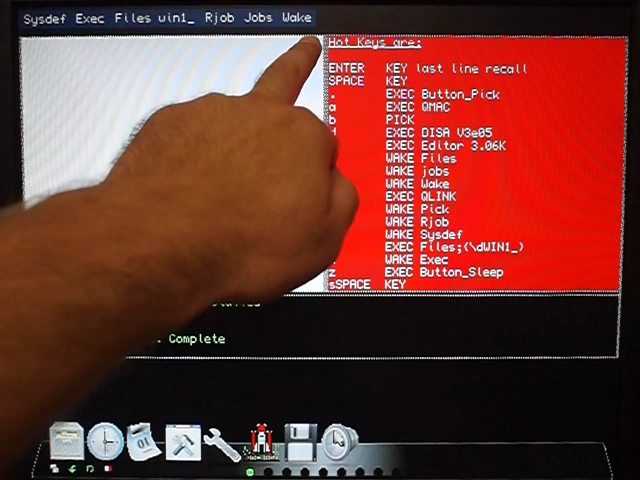 Sysdef Exec Files win1_ Rjob Jobs Wake
Hot Keys are:
ENTER KEY last line recall
SPACE KEY
. EXEC Button_Pick
a EXEC QMAC
b PICK
d EXEC DISA V3e05
EXEC Editor 3.06K
WAKE Files
WAKE jobs
WAKE Wake
EXEC QLINK
WAKE Pick
WAKE Rjob
WAKE Sysdef
EXEC Files;(\dWIN1_)
WAKE Exec
z EXEC Button_Sleep
sSPACE KEY
Complete
01